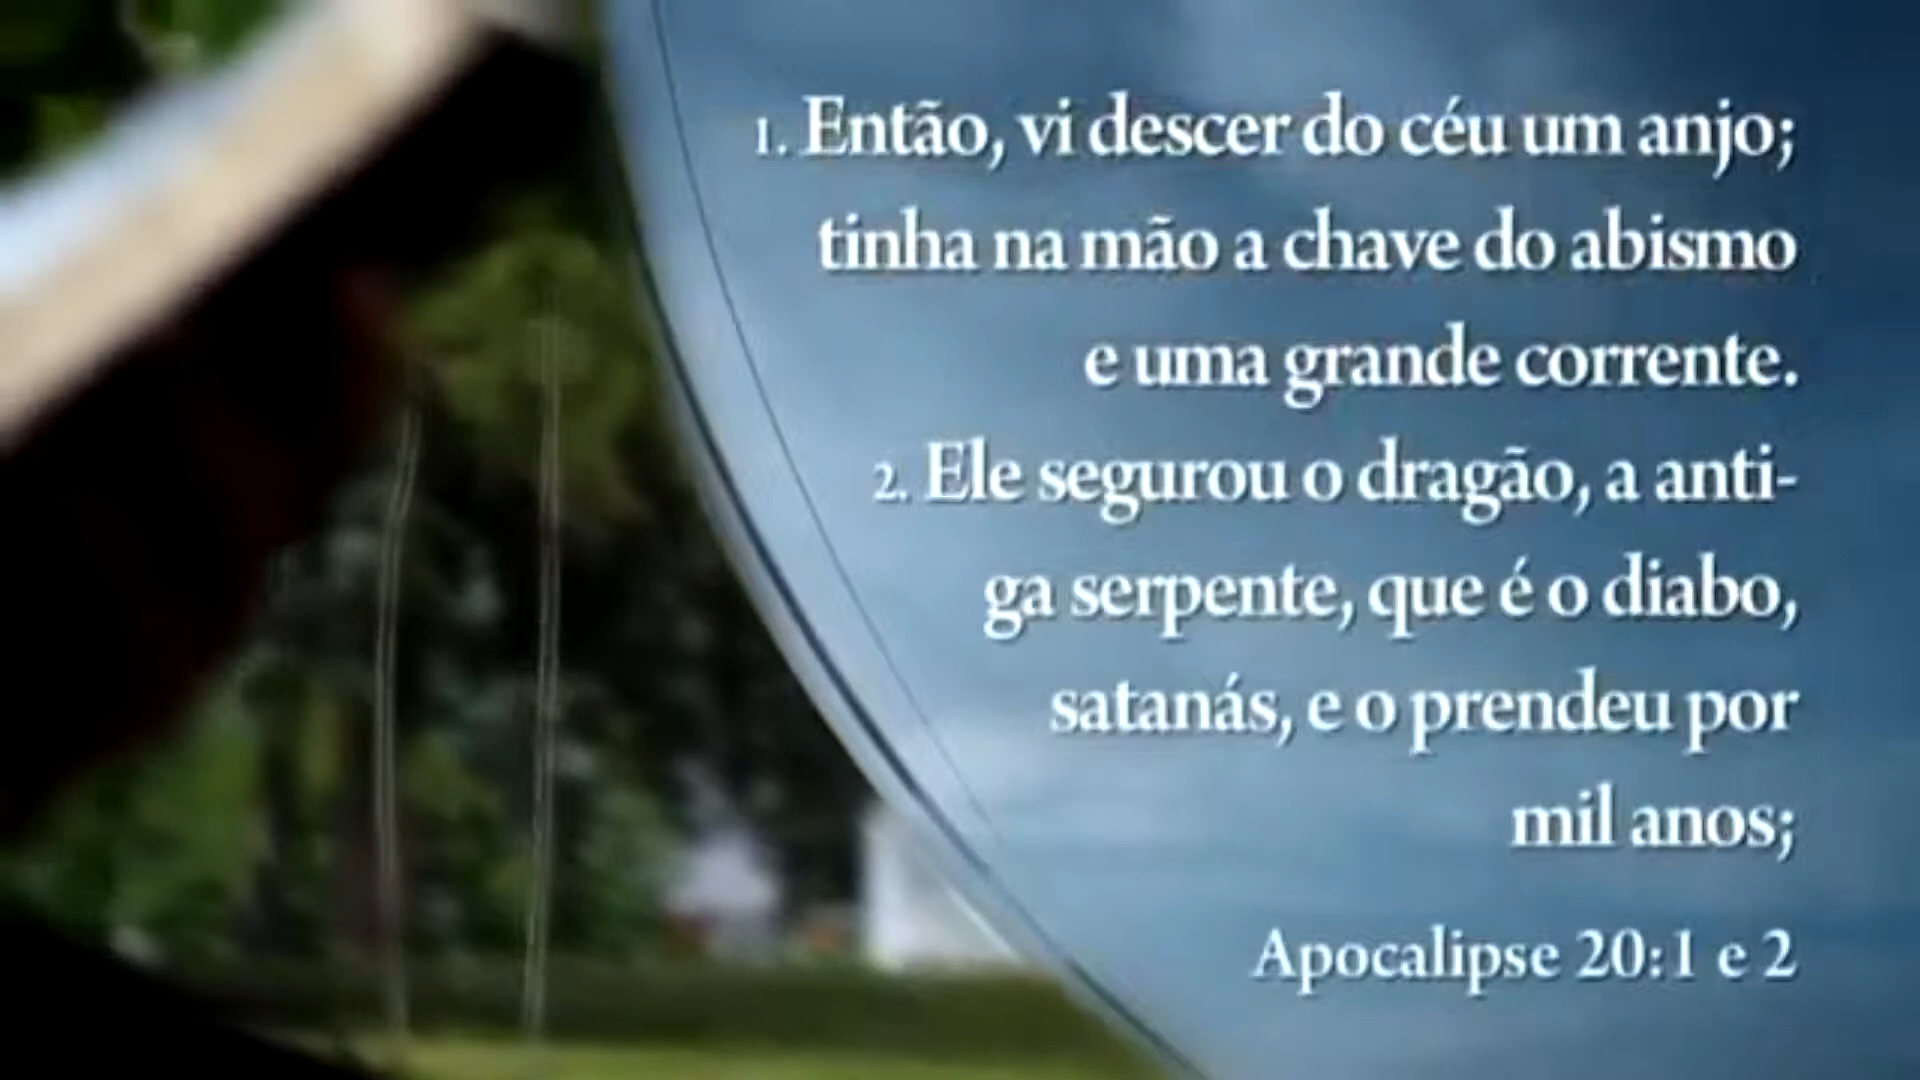 1. Então, vi descer do céu um anjo;
tinha na mão a chave do abismo
e uma grande corrente.
2. Ele segurou o dragão, a anti-
ga serpente, que é o diabo,
satanás, e o prendeu por
mil anos;
Apocalipse 20:1 e 2